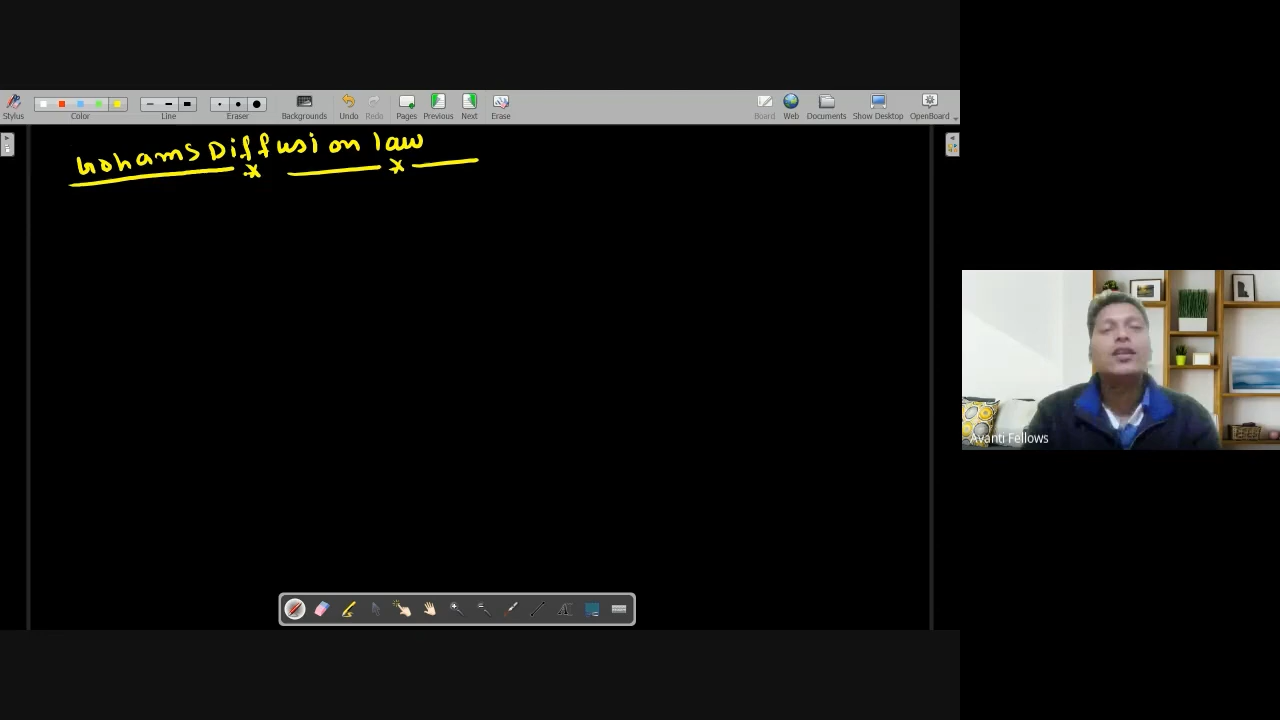 Stylus
Color
Line
Eraser
Backgrounds
Undo
Redo
Pages
Previous
Next
Erase
Board
Web
Documents
Show Desktop
OpenBoard
Grohams Diffusion law
Avanti Fellows